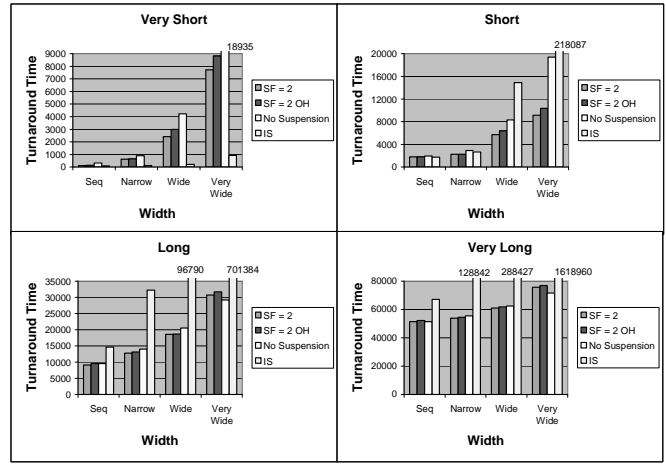 Very Short
18935
9000
8000
7000
6000
5000
4000
3000
2000
1000
0
Turnaround Time
Seq Narrow Wide Very Wide
Width
SF = 2
SF = 2 OH
No Suspension
IS
Short
218087
20000
16000
12000
8000
4000
0
Turnaround Time
Seq Narrow Wide Very Wide
Width
SF = 2
SF = 2 OH
No Suspension
IS
Long
96790 701384
35000
30000
25000
20000
15000
10000
5000
0
Turnaround Time
Seq Narrow Wide Very Wide
Width
SF = 2
SF = 2 OH
No Suspension
IS
Very Long
128842 288427 1618960
80000
60000
40000
20000
0
Turnaround Time
Seq Narrow Wide Very Wide
Width
SF = 2
SF = 2 OH
No Suspension
IS